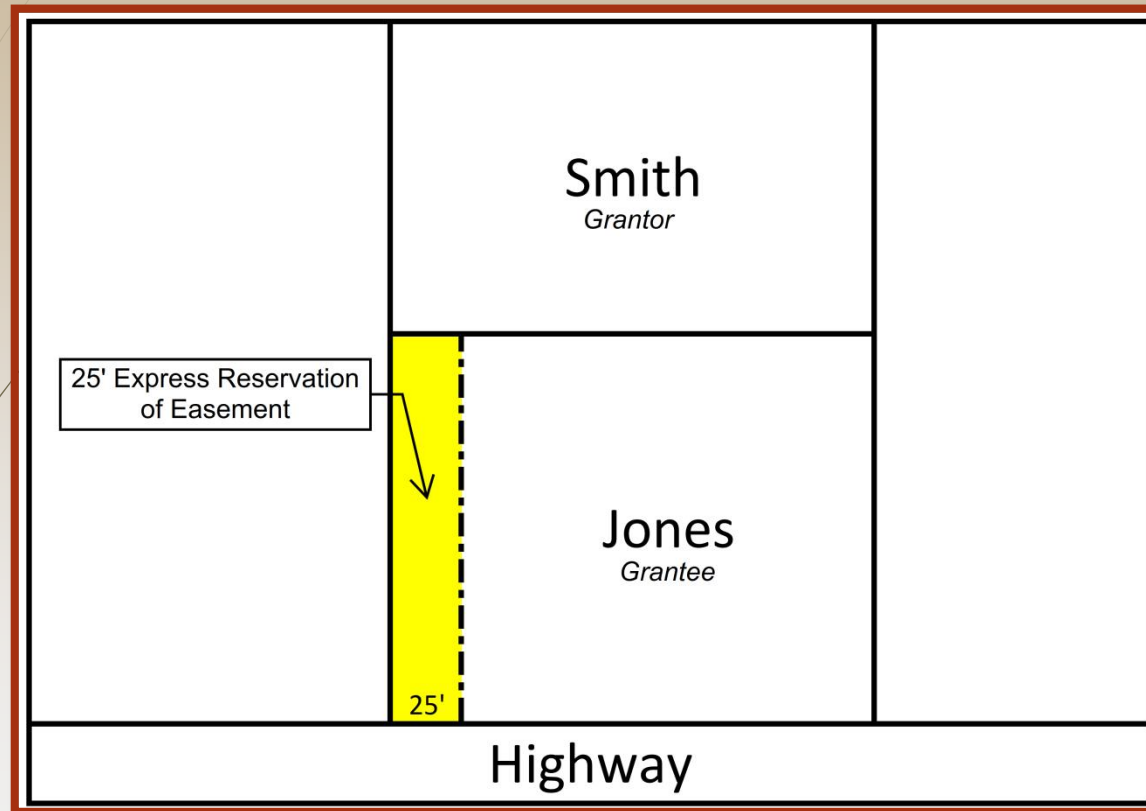 Smith
Grantor
25' Express Reservation
of Easement
Jones
Grantee
25'
Highway